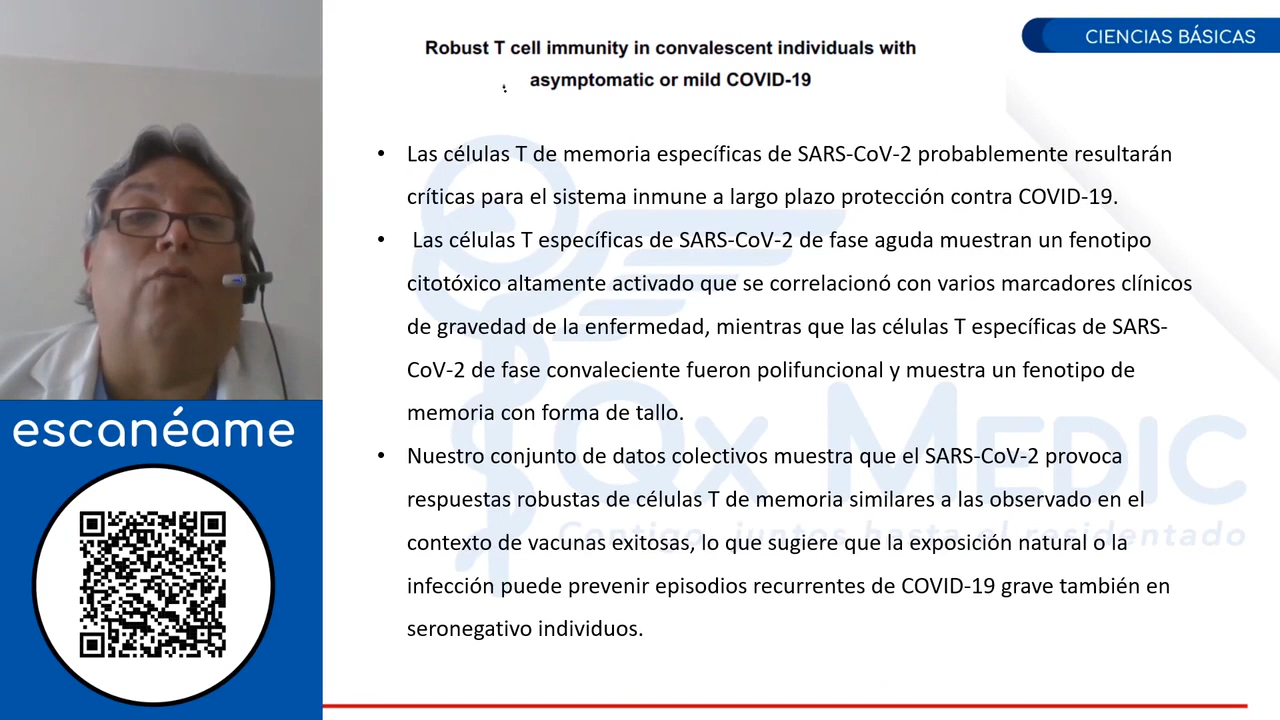 Robust T cell immunity in convalescent individuals with
asymptomatic or mild COVID-19
CIENCIAS BÁSICAS
• Las células T de memoria específicas de SARS-CoV-2 probablemente resultarán
críticas para el sistema inmune a largo plazo protección contra COVID-19.
• Las células T específicas de SARS-CoV-2 de fase aguda muestran un fenotipo
citotóxico altamente activado que se correlacionó con varios marcadores clínicos
de gravedad de la enfermedad, mientras que las células T específicas de SARS-
CoV-2 de fase convaleciente fueron polifuncional y muestra un fenotipo de
memoria con forma de tallo.
• Nuestro conjunto de datos colectivos muestra que el SARS-CoV-2 provoca
respuestas robustas de células T de memoria similares a las observado en el
contexto de vacunas exitosas, lo que sugiere que la exposición natural o la
infección puede prevenir episodios recurrentes de COVID-19 grave también en
seronegativo individuos.
escanéame
Qx MEDIC
Contigo, juntos hasta el residentado